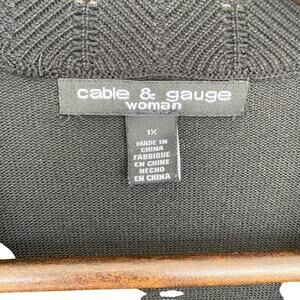 cable & gauge
woman
1X
MADE IN
CHINA
FABRIQUE
EN CHINE
HECHO
EN CHINA